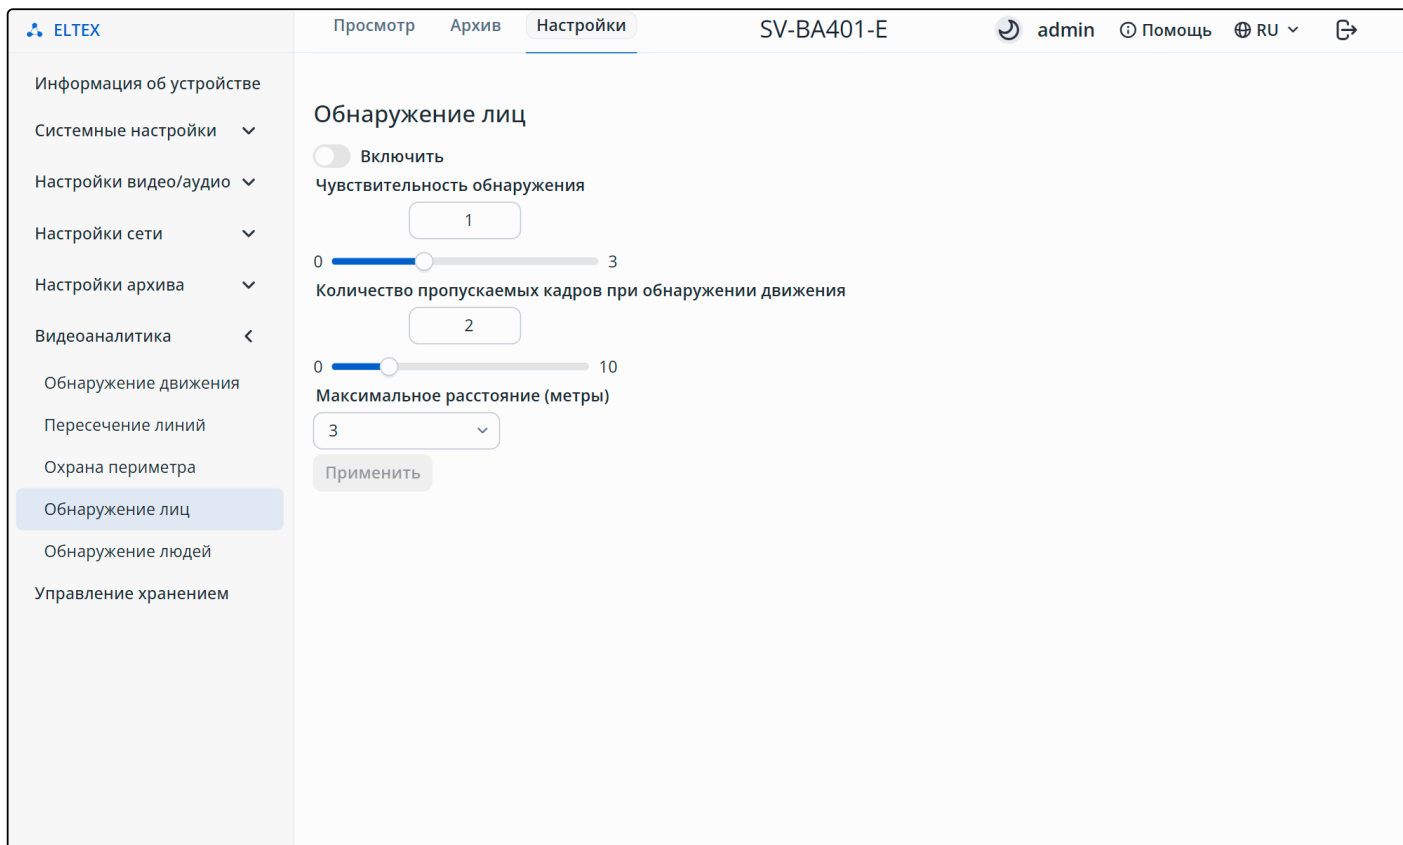 ELTEX
Просмотр Архив Настройки SV-BA401-E admin Помощь RU
Информация об устройстве
Системные настройки
Настройки видео/аудио
Настройки сети
Настройки архива
Видеоаналитика
Обнаружение движения
Пересечение линий
Охрана периметра
Обнаружение лиц
Обнаружение людей
Управление хранением
Обнаружение лиц
Включить
Чувствительность обнаружения
1
0 3
Количество пропускаемых кадров при обнаружении движения
2
0 10
Максимальное расстояние (метры)
3
Применить